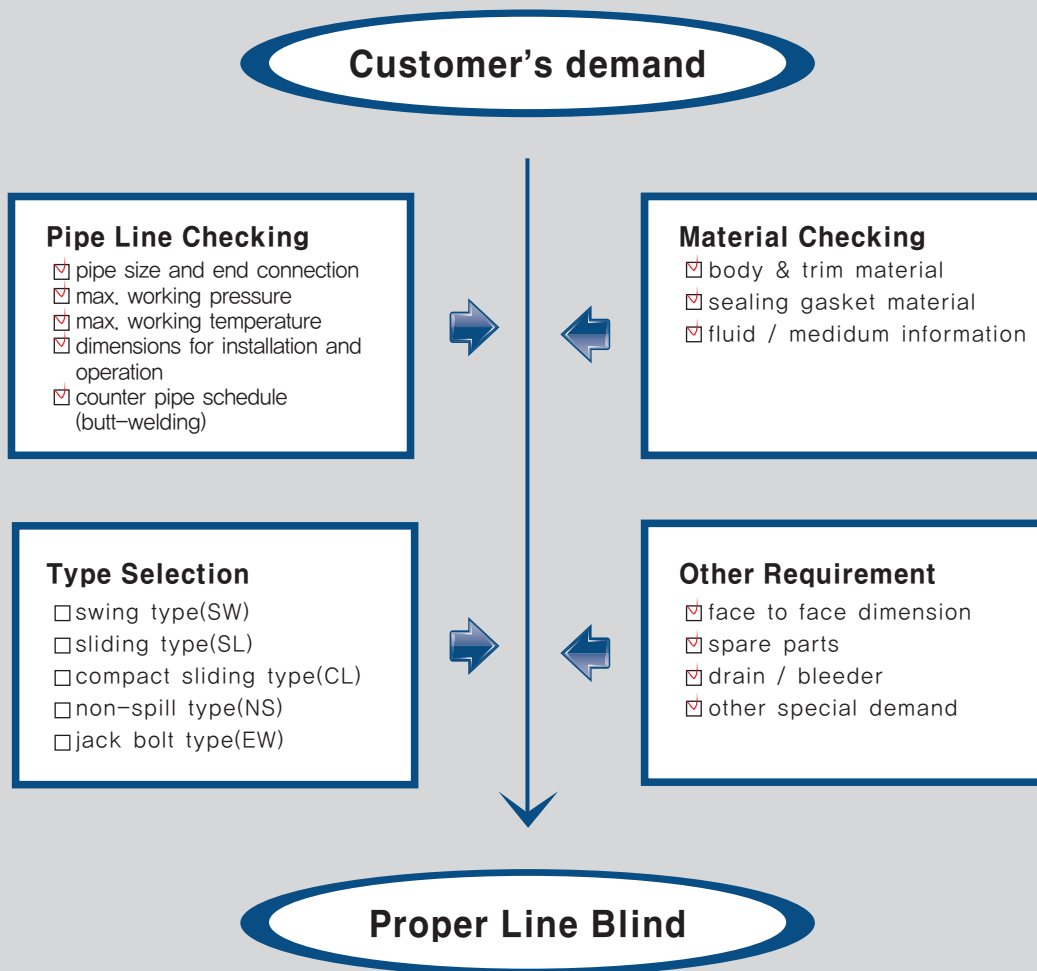 Customer's demand
Pipe Line Checking
pipe size and end connection
max. working pressure
max. working temperature
dimensions for installation and
operation
counter pipe schedule
(butt-welding)
Material Checking
body & trim material
sealing gasket material
fluid / medidum information
Type Selection
swing type(SW)
sliding type(SL)
compact sliding type(CL)
non-spill type(NS)
jack bolt type(EW)
Other Requirement
face to face dimension
spare parts
drain / bleeder
other special demand
Proper Line Blind